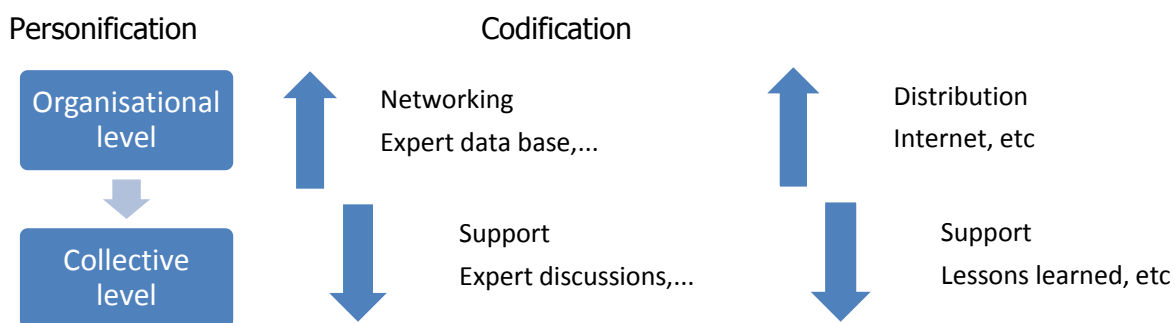 Personification
Codification
Organisational
level
Networking
Expert data base,...
Distribution
Internet, etc
Collective
level
Support
Expert discussions,...
Support
Lessons learned, etc